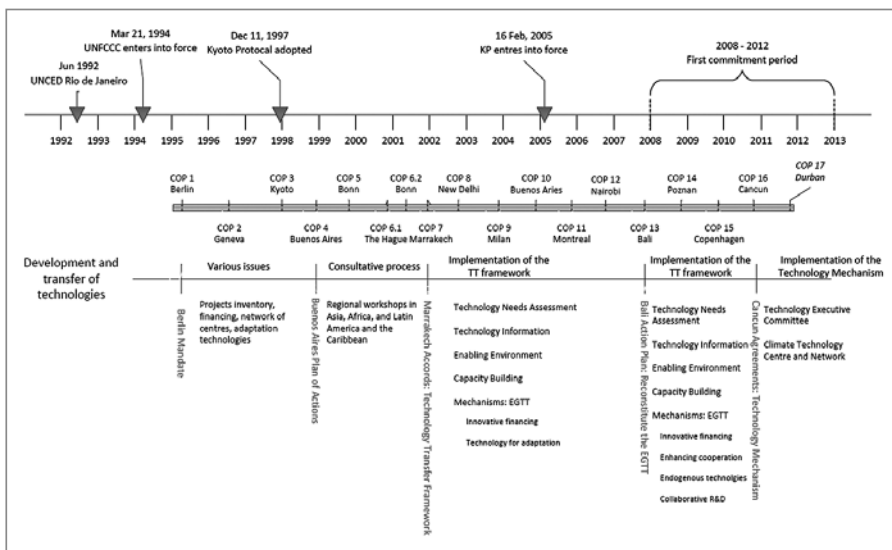 Mar 21, 1994
UNFCCC enters into force
Dec 11, 1997
Kyoto Protocal adopted
16 Feb, 2005
KP entres into force
2008 - 2012
First commitment period
Jun 1992
UNCED Rio de Janeiro
1992 1993 1994 1995 1996 1997 1998 1999 2000 2001 2002 2003 2004 2005 2006 2007 2008 2009 2010 2011 2012 2013
COP 1
Berlin
COP 3
Kyoto
COP 5
Bonn
COP 6.2
Bonn
COP 8
New Delhi
COP 10
Buenos Aries
COP 12
Nairobi
COP 14
Poznan
COP 16
Cancun
COP 17
Durban
COP 2
Geneva
COP 4
Buenos Aires
COP 6.1
The Hague
COP 7
Marrakech
COP 9
Milan
COP 11
Montreal
COP 13
Bali
COP 15
Copenhagen
Development and
transfer of
technologies
Berlin Mandate
Various issues
Projects inventory,
financing, network of
centres, adaptation
technologies
Buenos Aires Plan of Actions
Consultative process
Regional workshops in
Asia, Africa, and Latin
America and the
Caribbean
Marrakech Accords: Technology Transfer Framework
Implementation of the
TT framework
Technology Needs Assessment
Technology Information
Enabling Environment
Capacity Building
Mechanisms: EGTT
Innovative financing
Technology for adaptation
Bali Action Plan: Reconstitute the EGTT
Implementation of the
TT framework
Technology Needs
Assessment
Technology Information
Enabling Environment
Capacity Building
Mechanisms: EGTT
Innovative financing
Enhancing cooperation
Endogenous technolgies
Collaborative R&D
Cancun Agreements: Technology Mechanism
Implementation of the
Technology Mechanism
Technology Executive
Committee
Climate Technology
Centre and Network